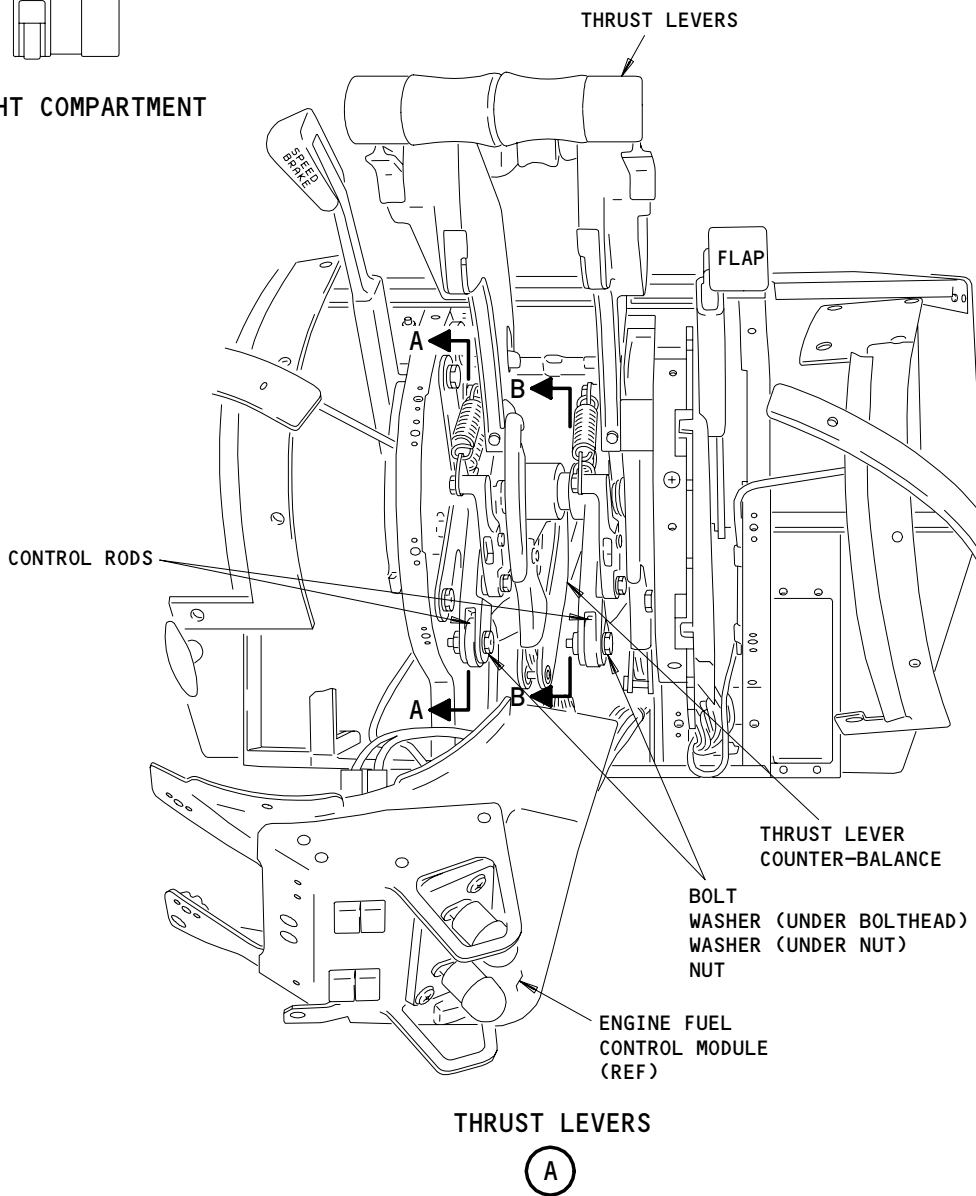 THRUST LEVERS
HT COMPARTMENT
SPEED
BRAKE
FLAP
A
B
CONTROL RODS
A
B
THRUST LEVER
COUNTER-BALANCE
BOLT
WASHER (UNDER BOLTHEAD)
WASHER (UNDER NUT)
NUT
ENGINE FUEL
CONTROL MODULE
(REF)
THRUST LEVERS
A